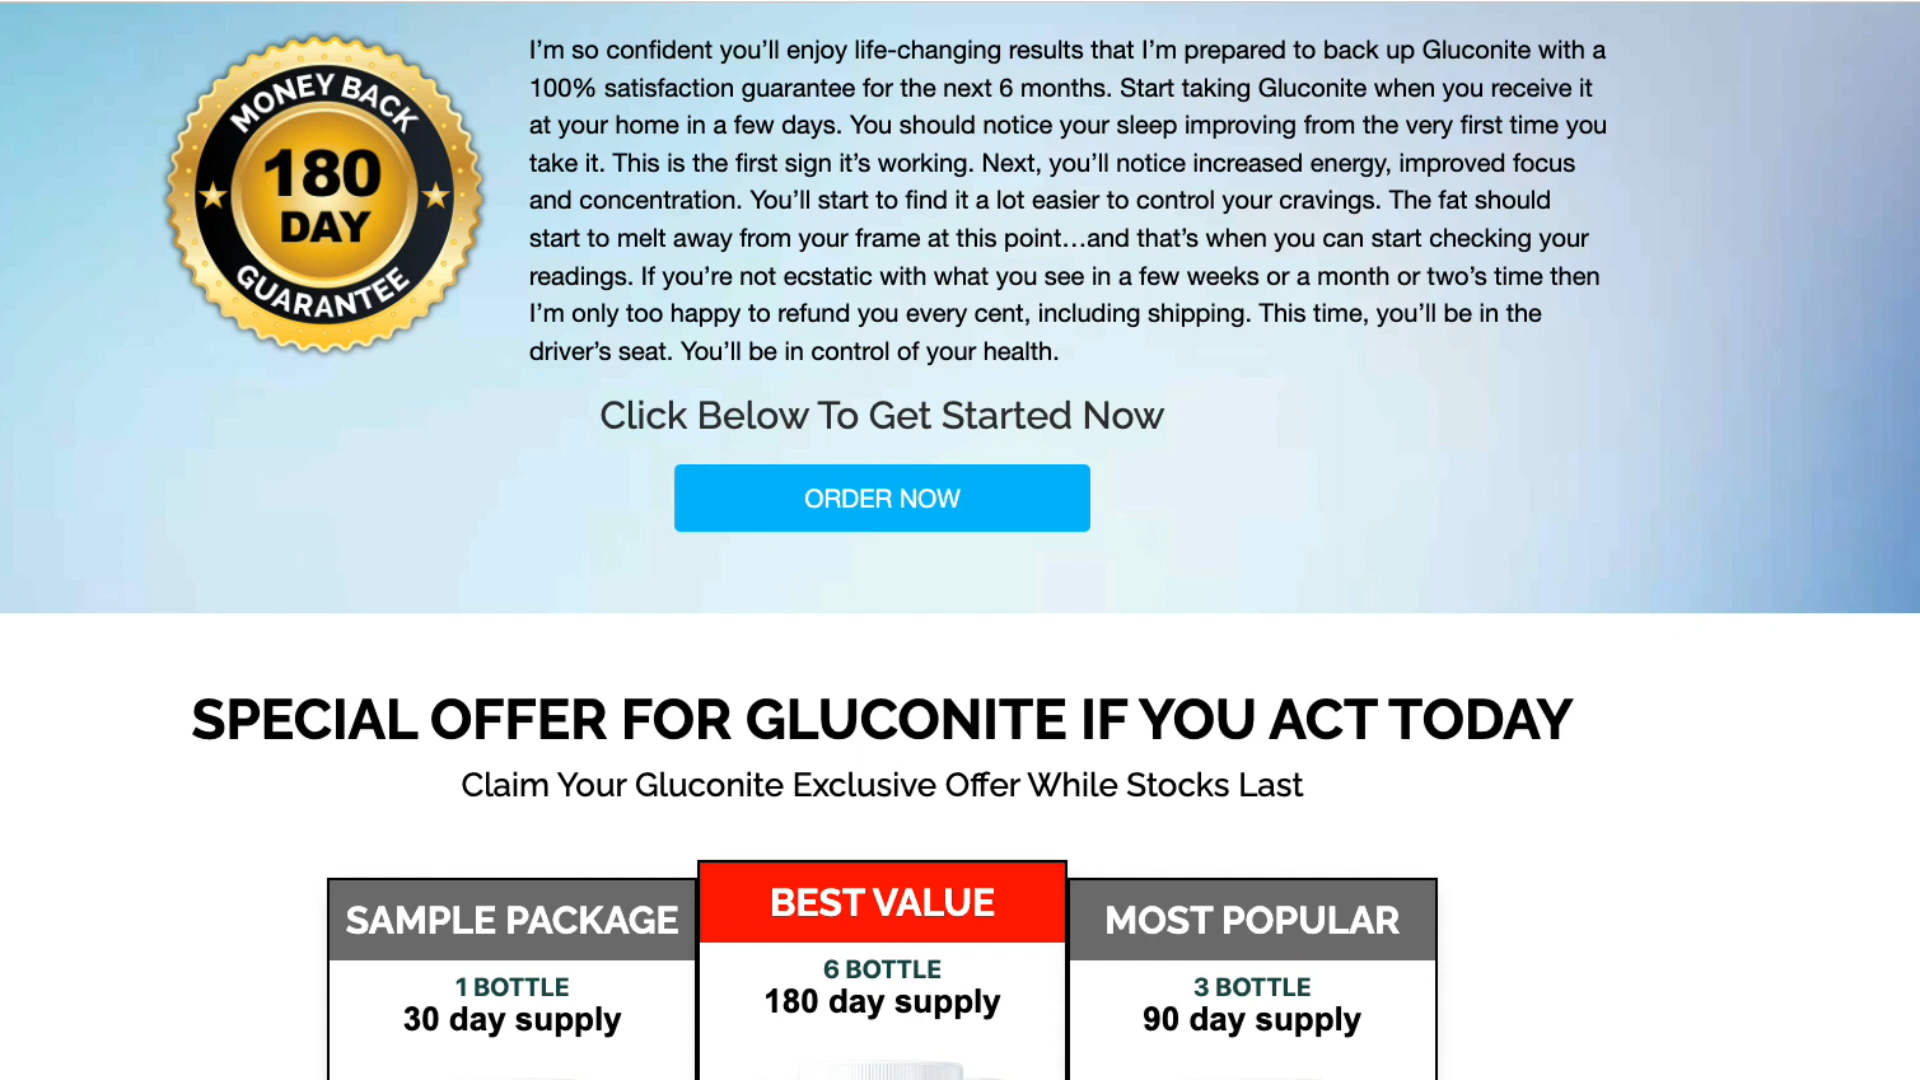 MONEY BACK
180
DAY
GUARANTEE
I’m so confident you’ll enjoy life-changing results that I’m prepared to back up Gluconite with a
100% satisfaction guarantee for the next 6 months. Start taking Gluconite when you receive it
at your home in a few days. You should notice your sleep improving from the very first time you
take it. This is the first sign it’s working. Next, you’ll notice increased energy, improved focus
and concentration. You’ll start to find it a lot easier to control your cravings. The fat should
start to melt away from your frame at this point…and that’s when you can start checking your
readings. If you’re not ecstatic with what you see in a few weeks or a month or two’s time then
I’m only too happy to refund you every cent, including shipping. This time, you’ll be in the
driver’s seat. You’ll be in control of your health.
Click Below To Get Started Now
ORDER NOW
SPECIAL OFFER FOR GLUCONITE IF YOU ACT TODAY
Claim Your Gluconite Exclusive Offer While Stocks Last
SAMPLE PACKAGE
1 BOTTLE
30 day supply
BEST VALUE
6 BOTTLE
180 day supply
MOST POPULAR
3 BOTTLE
90 day supply